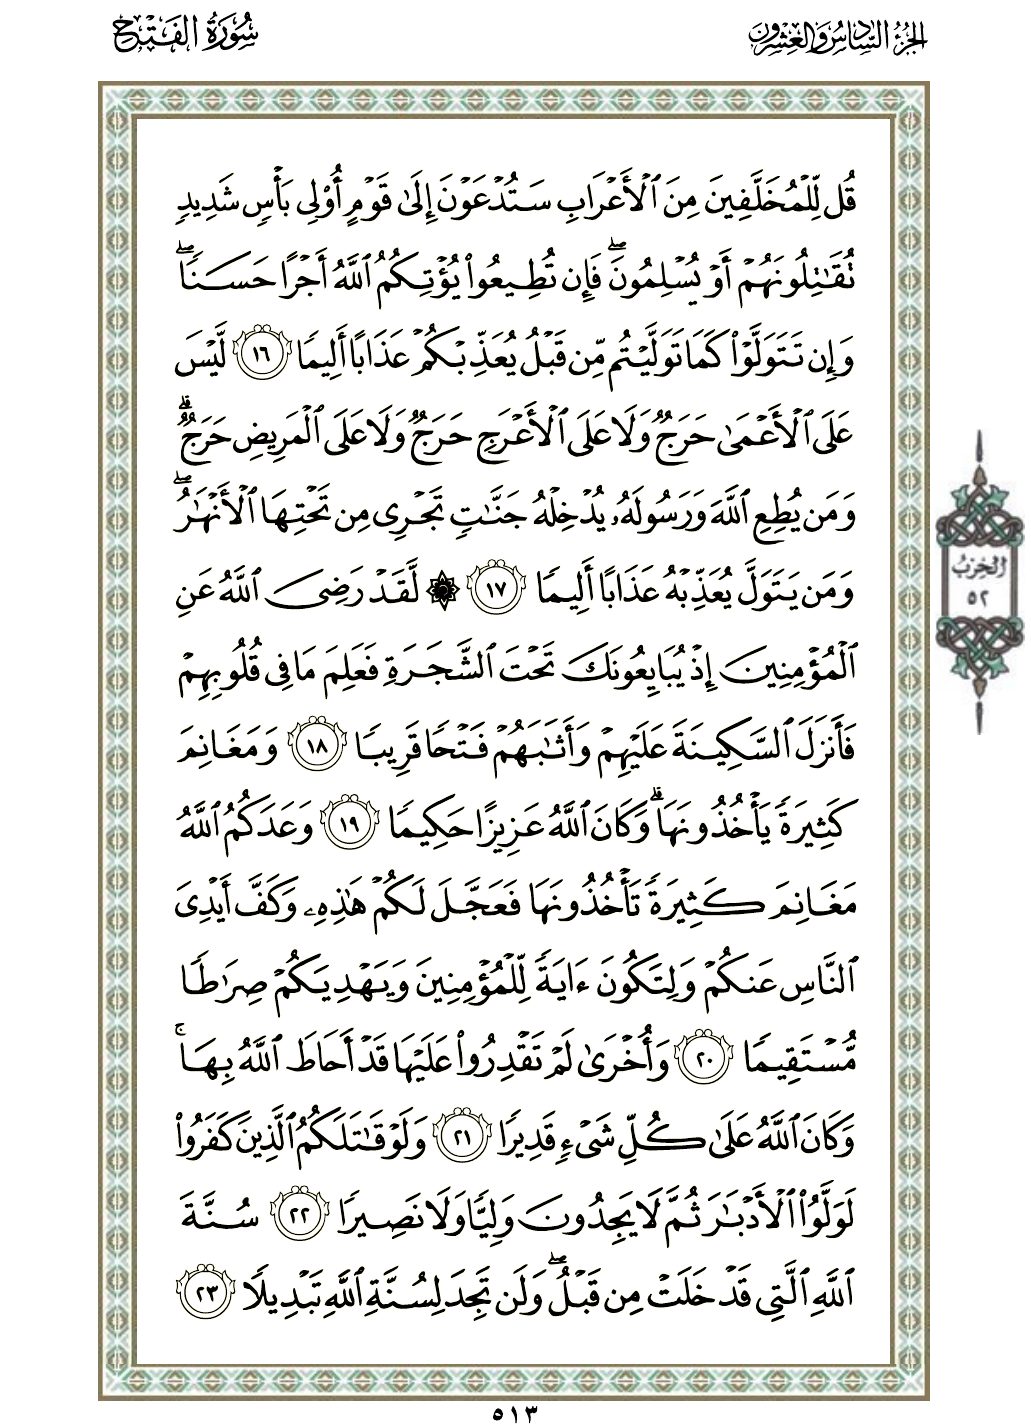 الجزء السادس والعشرون
سورة الفتح
قُل لِّلْمُخَلَّفِينَ مِنَ ٱلْأَعْرَابِ سَتُدْعَوْنَ إِلَىٰ قَوْمٍ أُو۟لِى بَأْسٍ شَدِيدٍ
تُقَـٰتِلُونَهُمْ أَوْ يُسْلِمُونَ ۖ فَإِن تُطِيعُوا۟ يُؤْتِكُمُ ٱللَّهُ أَجْرًا حَسَنًا ۖ
وَإِن تَتَوَلَّوْا۟ كَمَا تَوَلَّيْتُم مِّن قَبْلُ يُعَذِّبْكُمْ عَذَابًا أَلِيمًا ١٦ لَّيْسَ
عَلَى ٱلْأَعْمَىٰ حَرَجٌ وَلَا عَلَى ٱلْأَعْرَجِ حَرَجٌ وَلَا عَلَى ٱلْمَرِيضِ حَرَجٌ ۗ
وَمَن يُطِعِ ٱللَّهَ وَرَسُولَهُۥ يُدْخِلْهُ جَنَّـٰتٍ تَجْرِى مِن تَحْتِهَا ٱلْأَنْهَـٰرُ ۖ
وَمَن يَتَوَلَّ يُعَذِّبْهُ عَذَابًا أَلِيمًا ١٧ ۞ لَّقَدْ رَضِىَ ٱللَّهُ عَنِ
ٱلْمُؤْمِنِينَ إِذْ يُبَايِعُونَكَ تَحْتَ ٱلشَّجَرَةِ فَعَلِمَ مَا فِى قُلُوبِهِمْ
فَأَنزَلَ ٱلسَّكِينَةَ عَلَيْهِمْ وَأَثَـٰبَهُمْ فَتْحًا قَرِيبًا ١٨ وَمَغَانِمَ
كَثِيرَةً يَأْخُذُونَهَا ۗ وَكَانَ ٱللَّهُ عَزِيزًا حَكِيمًا ١٩ وَعَدَكُمُ ٱللَّهُ
مَغَانِمَ كَثِيرَةً تَأْخُذُونَهَا فَعَجَّلَ لَكُمْ هَـٰذِهِۦ وَكَفَّ أَيْدِىَ
ٱلنَّاسِ عَنكُمْ وَلِتَكُونَ ءَايَةً لِّلْمُؤْمِنِينَ وَيَهْدِيَكُمْ صِرَٰطًا
مُّسْتَقِيمًا ٢٠ وَأُخْرَىٰ لَمْ تَقْدِرُوا۟ عَلَيْهَا قَدْ أَحَاطَ ٱللَّهُ بِهَا ۚ
وَكَانَ ٱللَّهُ عَلَىٰ كُلِّ شَىْءٍ قَدِيرًا ٢١ وَلَوْ قَـٰتَلَكُمُ ٱلَّذِينَ كَفَرُوا۟
لَوَلَّوُا۟ ٱلْأَدْبَـٰرَ ثُمَّ لَا يَجِدُونَ وَلِيًّا وَلَا نَصِيرًا ٢٢ سُنَّةَ
ٱللَّهِ ٱلَّتِى قَدْ خَلَتْ مِن قَبْلُ ۖ وَلَن تَجِدَ لِسُنَّةِ ٱللَّهِ تَبْدِيلًا ٢٣
الحزب
٥٢
٥١٣